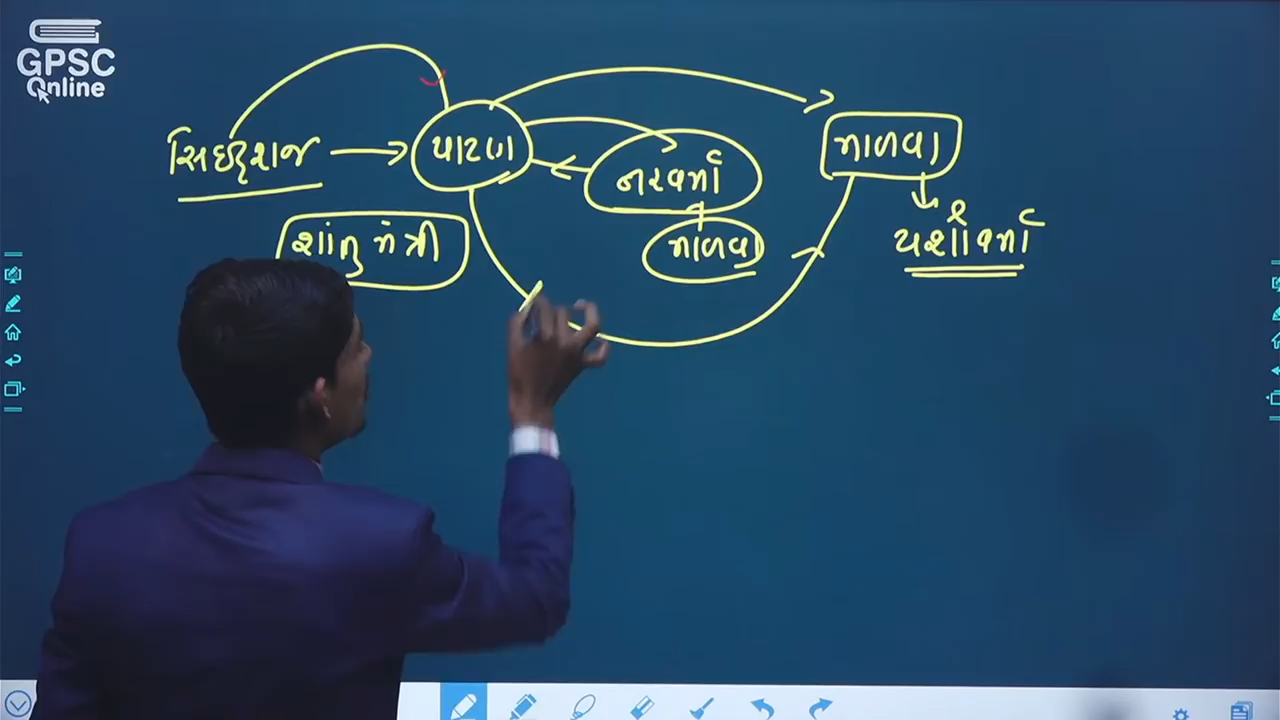 GPSC
Online
સિદ્ધરાજ
પાટણ
નરવર્મા
માળવા
માળવા
યશોવર્મા
શાંતુ મંત્રી